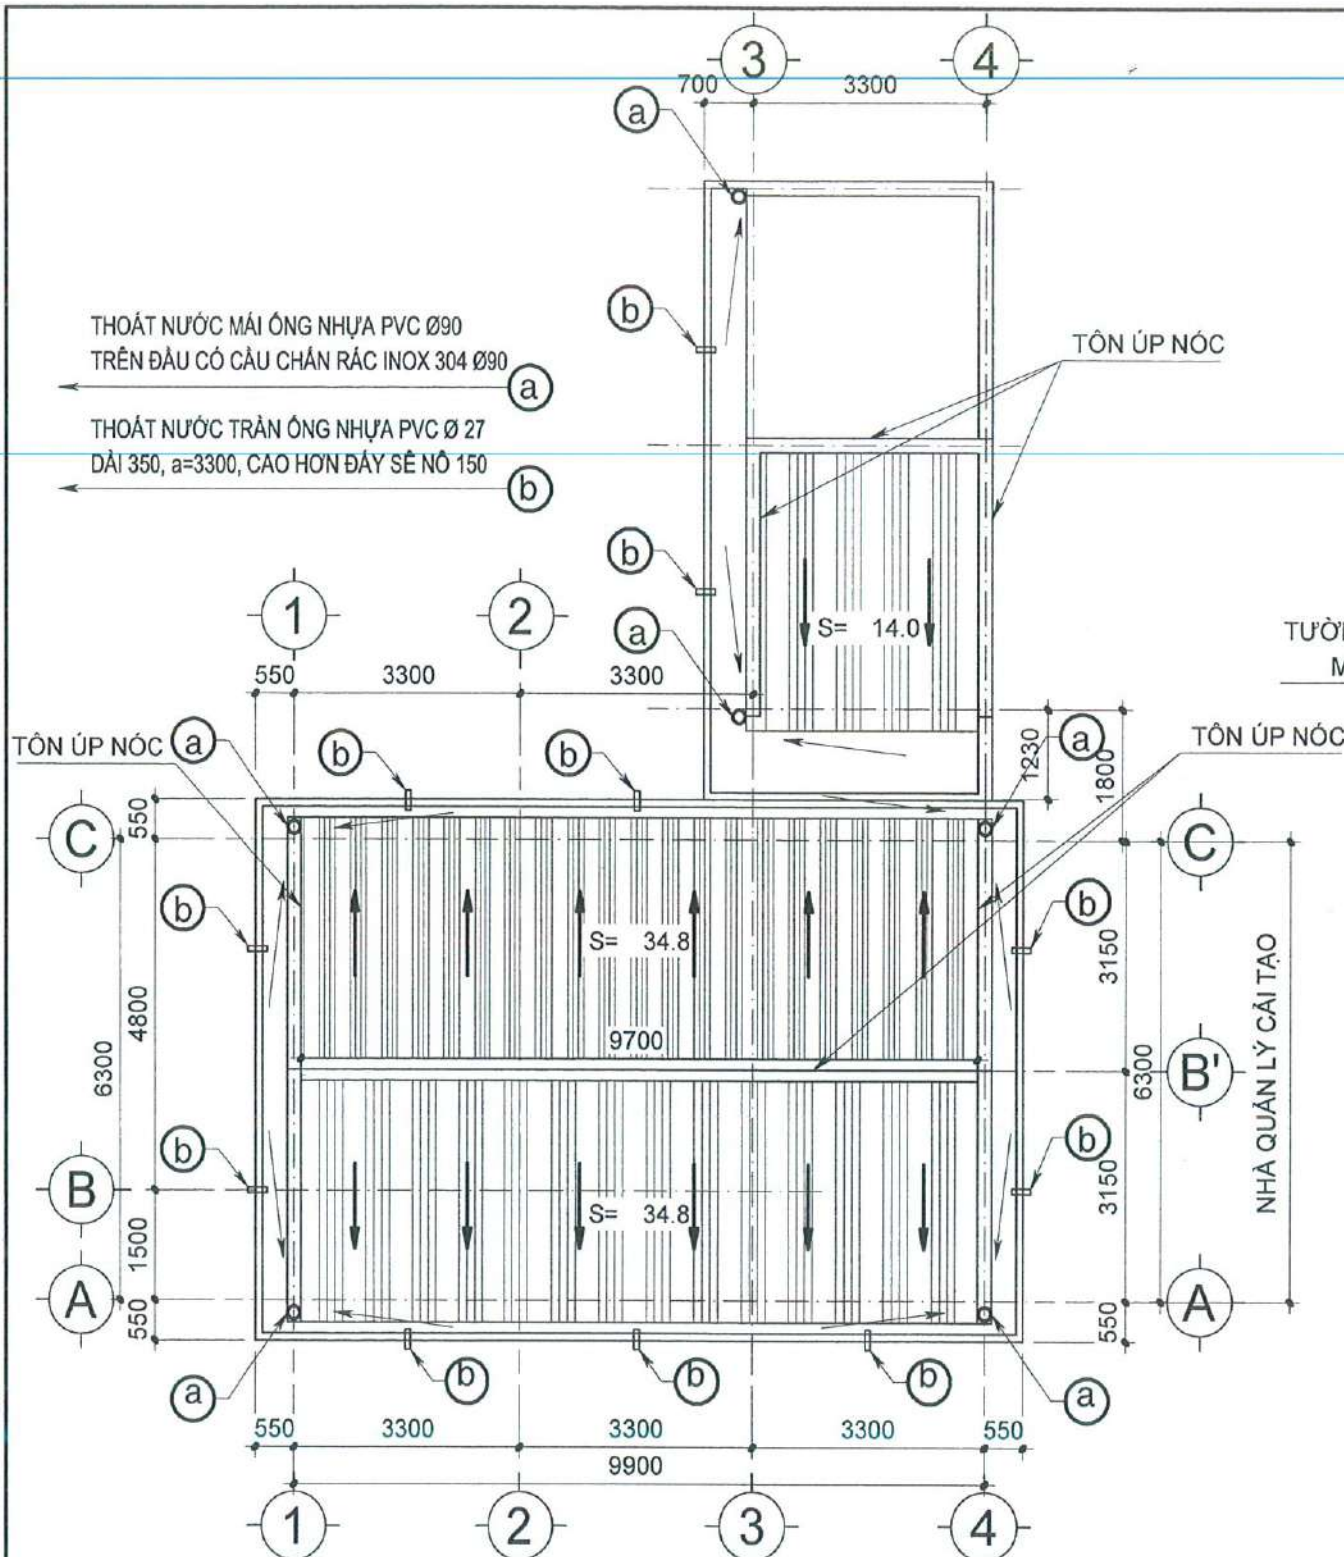 3
4
700
3300
a
b
TÔN ÚP NÓC
THOÁT NƯỚC MÁI ỐNG NHỰA PVC Ø90
TRÊN ĐẦU CÓ CẦU CHẮN RÁC INOX 304 Ø90
a
THOÁT NƯỚC TRÀN ỐNG NHỰA PVC Ø 27
DÀI 350, a=3300, CAO HƠN ĐÁY SÊ NÔ 150
b
b
1
2
a
S= 14.0
550
3300
3300
TÔN ÚP NÓC
a
b
b
1230
a
1800
TÔN ÚP NÓC
550
C
C
b
b
S= 34.8
3150
4800
6300
9700
B'
6300
NHÀ QUẢN LÝ CẢI TẠO
b
b
B
S= 34.8
3150
1500
A
A
550
550
a
b
b
b
a
550
3300
3300
3300
550
9900
1
2
3
4